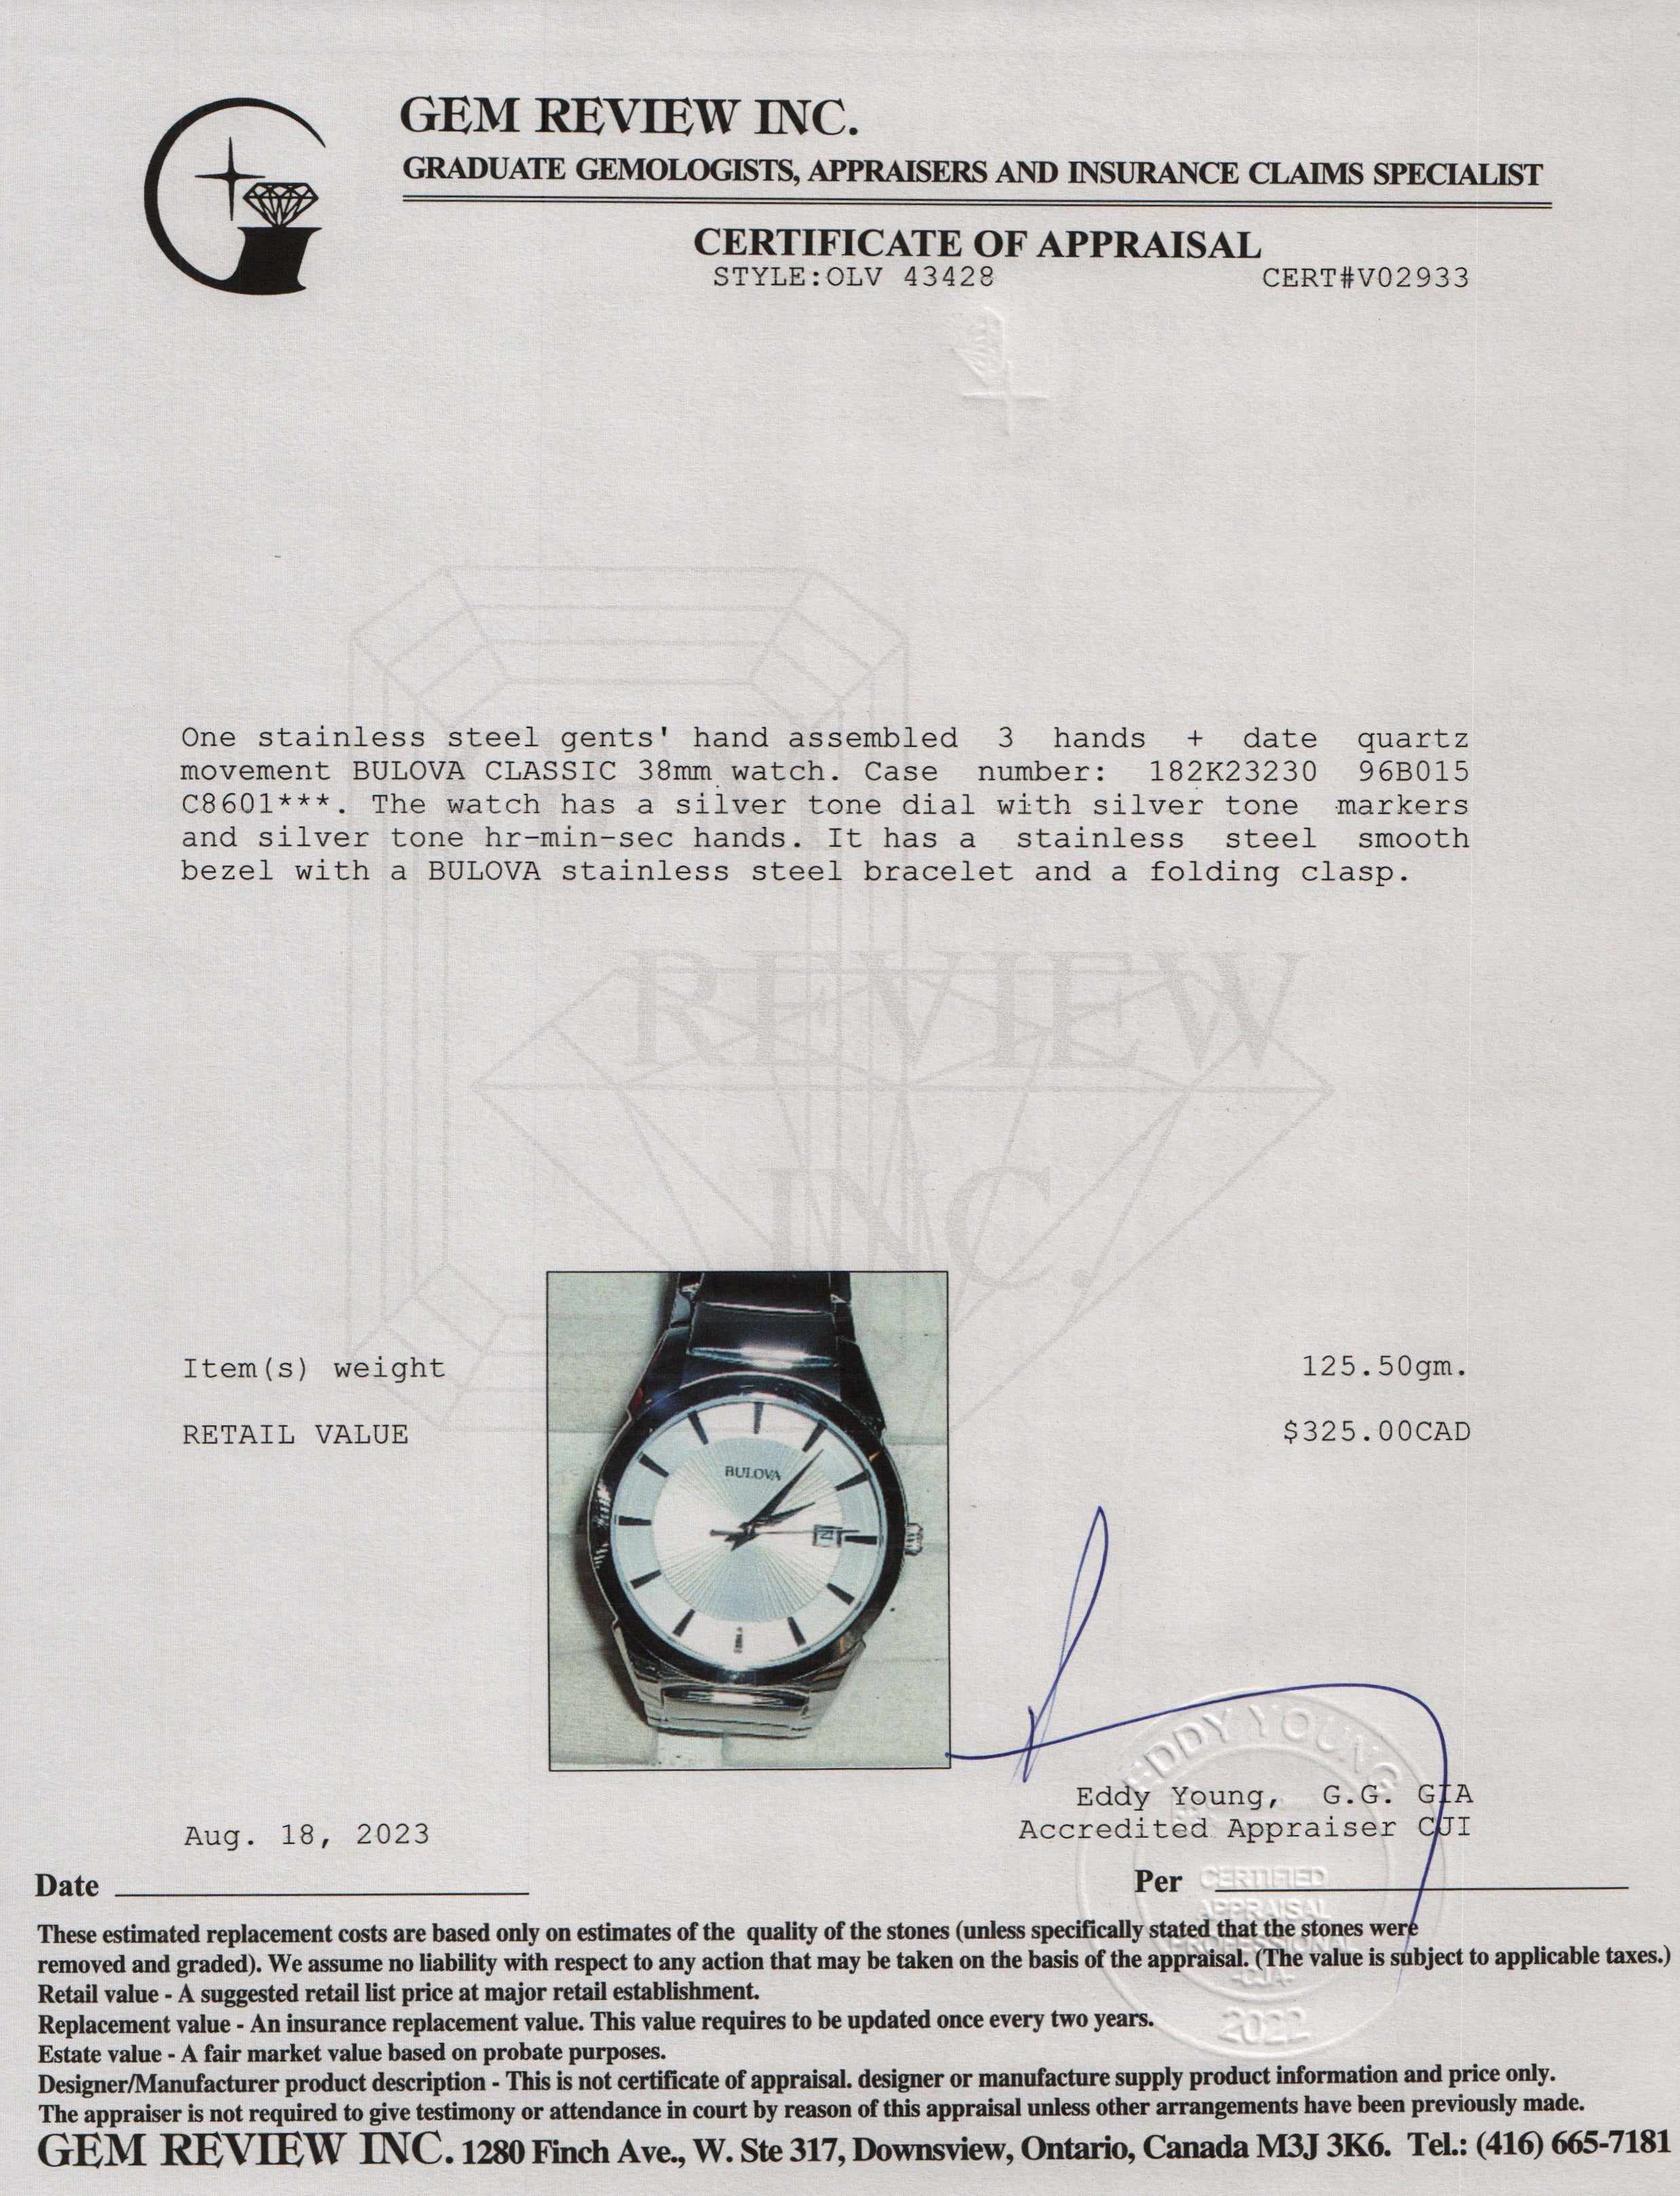 GEM REVIEW INC.
GRADUATE GEMOLOGISTS, APPRAISERS AND INSURANCE CLAIMS SPECIALIST
CERTIFICATE OF APPRAISAL
STYLE:OLV 43428 CERT#V02933
One stainless steel gents' hand assembled 3 hands + date quartz
movement BULOVA CLASSIC 38mm watch. Case number: 182K23230 96B015
C8601***. The watch has a silver tone dial with silver tone markers
and silver tone hr-min-sec hands. It has a stainless steel smooth
bezel with a BULOVA stainless steel bracelet and a folding clasp.
REVIEW
INC.
Item(s) weight 125.50gm.
RETAIL VALUE $325.00CAD
BULOVA
EDDY YOUNG
Eddy Young, G.G. GIA
Accredited Appraiser CJI
Aug. 18, 2023
Date
Per
CERTIFIED
APPRAISAL
PROFESSIONAL
-CJA-
2022
These estimated replacement costs are based only on estimates of the quality of the stones (unless specifically stated that the stones were
removed and graded). We assume no liability with respect to any action that may be taken on the basis of the appraisal. (The value is subject to applicable taxes.)
Retail value - A suggested retail list price at major retail establishment.
Replacement value - An insurance replacement value. This value requires to be updated once every two years.
Estate value - A fair market value based on probate purposes.
Designer/Manufacturer product description - This is not certificate of appraisal. designer or manufacture supply product information and price only.
The appraiser is not required to give testimony or attendance in court by reason of this appraisal unless other arrangements have been previously made.
GEM REVIEW INC. 1280 Finch Ave., W. Ste 317, Downsview, Ontario, Canada M3J 3K6. Tel.: (416) 665-7181